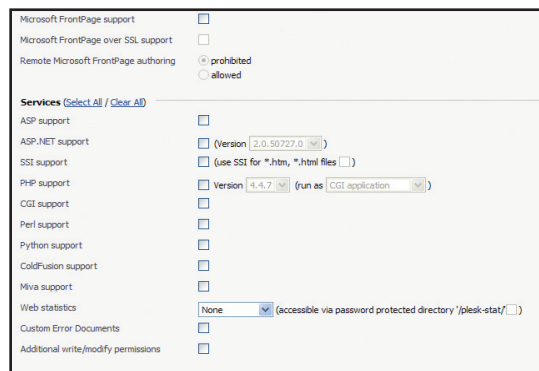 Microsoft FrontPage support
Microsoft FrontPage over SSL support
Remote Microsoft FrontPage authoring prohibited
allowed
Services (Select All / Clear All)
ASP support
ASP.NET support (Version 2.0.50727.0 )
SSI support (use SSI for *.htm, *.html files )
PHP support Version 4.4.7 (run as CGI application )
CGI support
Perl support
Python support
ColdFusion support
Miva support
Web statistics None (accessible via password protected directory '/plesk-stat/' )
Custom Error Documents
Additional write/modify permissions